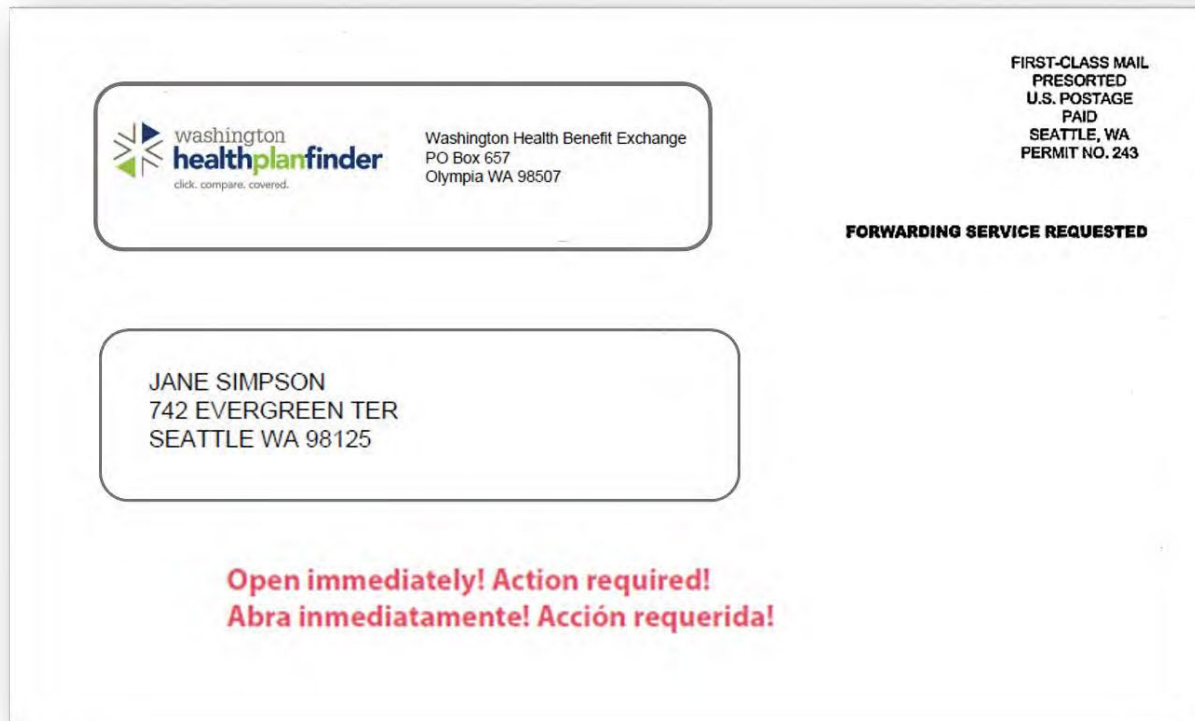 FIRST-CLASS MAIL
PRESORTED
U.S. POSTAGE
PAID
SEATTLE, WA
PERMIT NO. 243
washington
healthplanfinder
click. compare. covered.
Washington Health Benefit Exchange
PO Box 657
Olympia WA 98507
FORWARDING SERVICE REQUESTED
JANE SIMPSON
742 EVERGREEN TER
SEATTLE WA 98125
Open immediately! Action required!
Abra inmediatamente! Acción requerida!